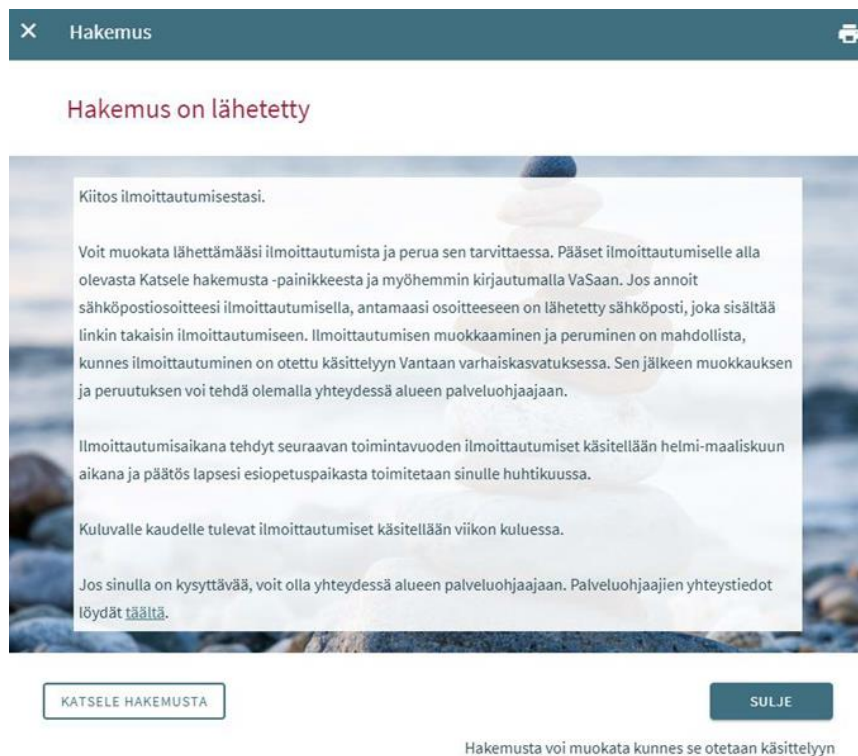 Hakemus
Hakemus on lähetetty
Kiitos ilmoittautumisestasi.
Voit muokata lähettämääsi ilmoittautumista ja perua sen tarvittaessa. Pääset ilmoittautumiselle alla
olevasta Katsele hakemusta -painikkeesta ja myöhemmin kirjautumalla VaSaan. Jos annoit
sähköpostiosoitteesi ilmoittautumisella, antamaasi osoitteeseen on lähetetty sähköposti, joka sisältää
linkin takaisin ilmoittautumiseen. Ilmoittautumisen muokkaaminen ja peruminen on mahdollista,
kunnes ilmoittautuminen on otettu käsittelyyn Vantaan varhaiskasvatuksessa. Sen jälkeen muokkauksen
ja peruutuksen voi tehdä olemalla yhteydessä alueen palveluohjaajaan.
Ilmoittautumisaikana tehdyt seuraavan toimintavuoden ilmoittautumiset käsitellään helmi-maaliskuun
aikana ja päätös lapsesi esiopetuspaikasta toimitetaan sinulle huhtikuussa.
Kuluvalle kaudelle tulevat ilmoittautumiset käsitellään viikon kuluessa.
Jos sinulla on kysyttävää, voit olla yhteydessä alueen palveluohjaajaan. Palveluohjaajien yhteystiedot
löydät täältä.
KATSELE HAKEMUSTA
SULJE
Hakemusta voi muokata kunnes se otetaan käsittelyyn